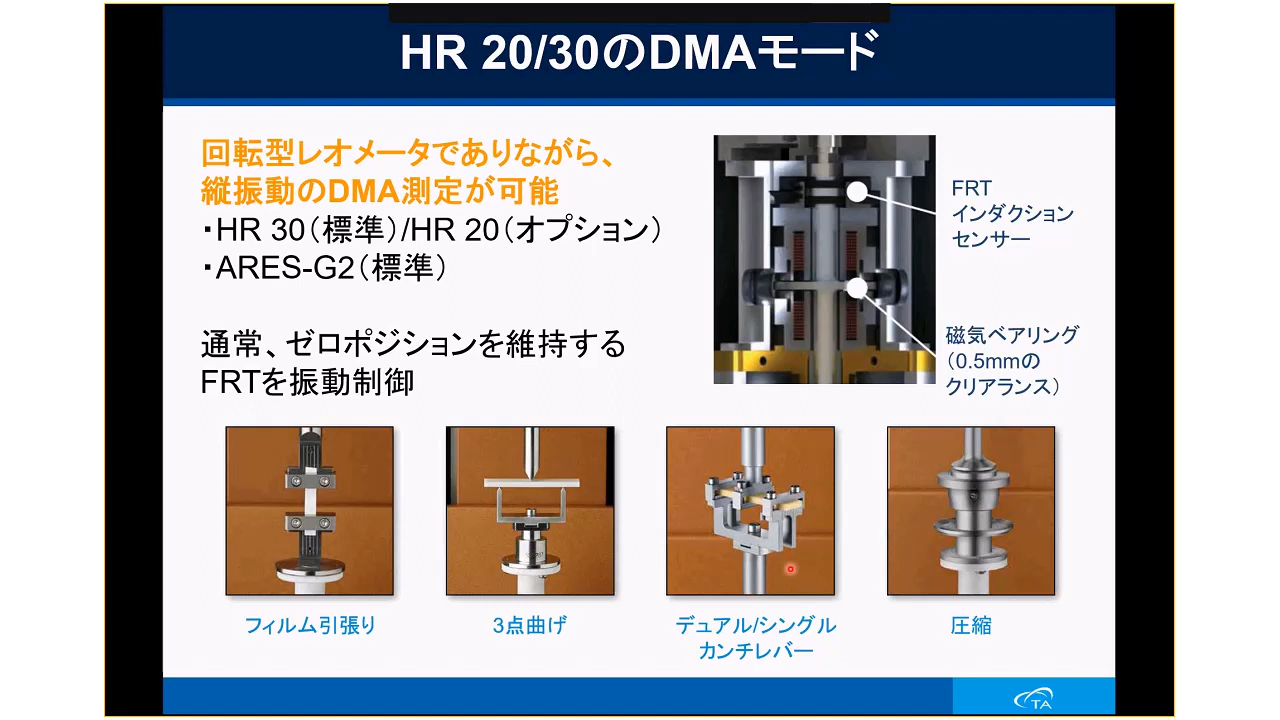 HR 20/30のDMAモード
回転型レオメータでありながら、
縦振動のDMA測定が可能
・HR 30（標準）/HR 20（オプション）
・ARES-G2（標準）
通常、ゼロポジションを維持する
FRTを振動制御
FRT
インダクション
センサー
磁気ベアリング
（0.5mmの
クリアランス）
フィルム引張り
3点曲げ
デュアル/シングル
カンチレバー
圧縮
TA